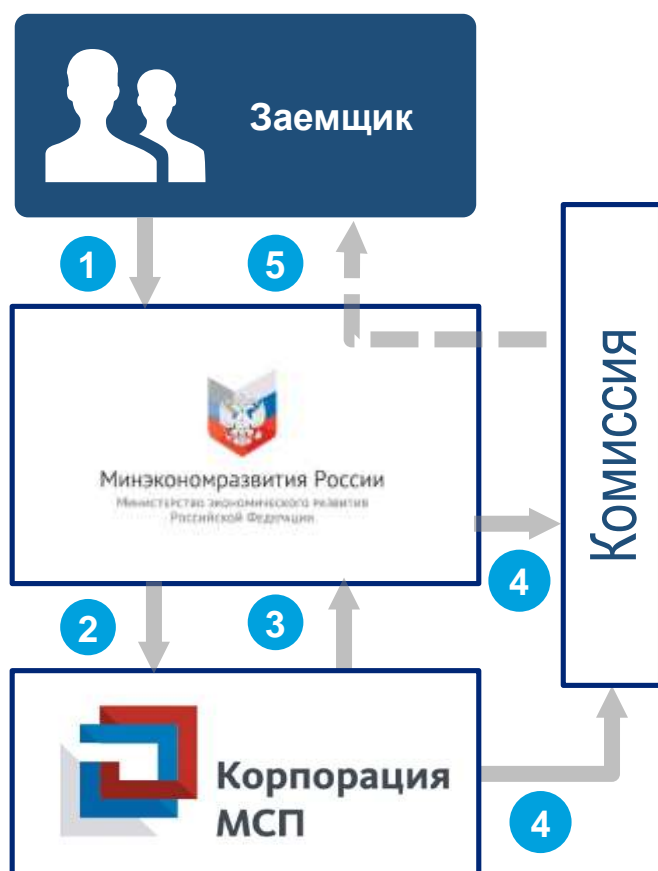 Заемщик
1
5
Минэкономразвития России
Министерство экономического развития
Российской Федерации
Комиссия
4
2
3
Корпорация
МСП
4